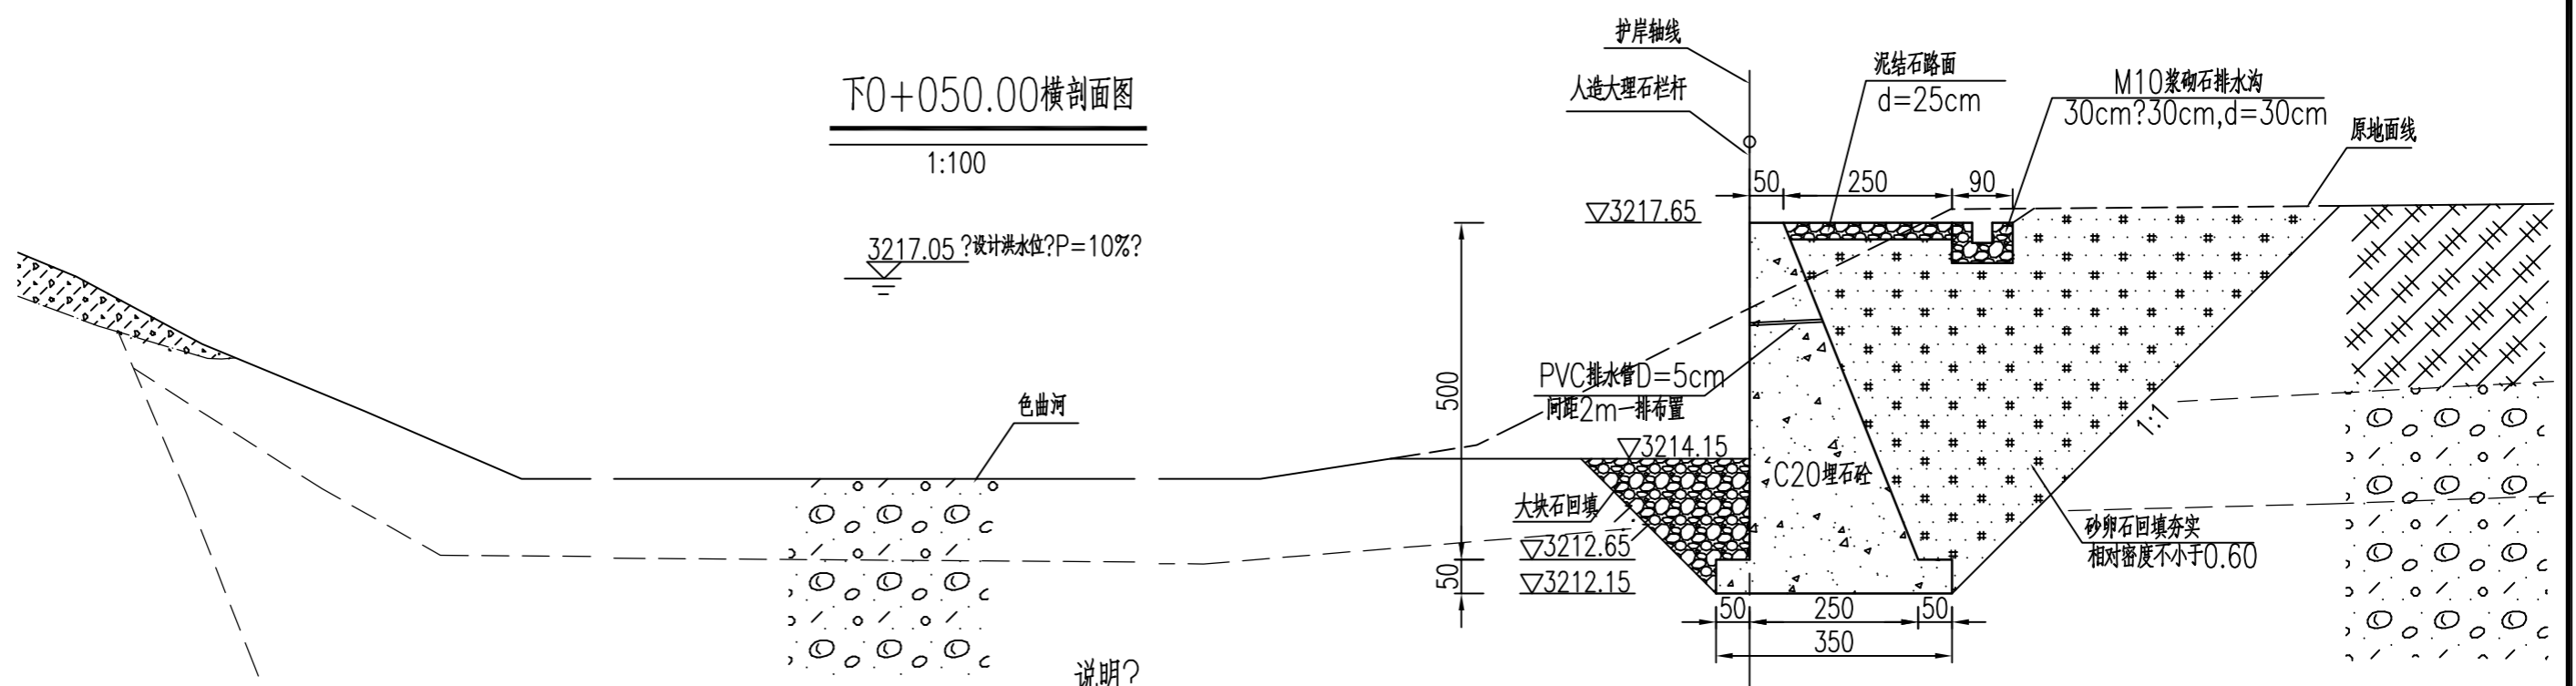 下0+050.00横剖面图
1:100
3217.05?设计洪水位?P=10%?
色曲河
说明?
护岸轴线
人造大理石栏杆
泥结石路面
d=25cm
M10浆砌石排水沟
30cm?30cm,d=30cm
原地面线
50
250
90
▽3217.65
500
50
PVC排水管D=5cm
间距2m一排布置
▽3214.15
大块石回填
▽3212.65
▽3212.15
C20埋石砼
1:1
砂卵石回填夯实
相对密度不小于0.60
50
250
50
350